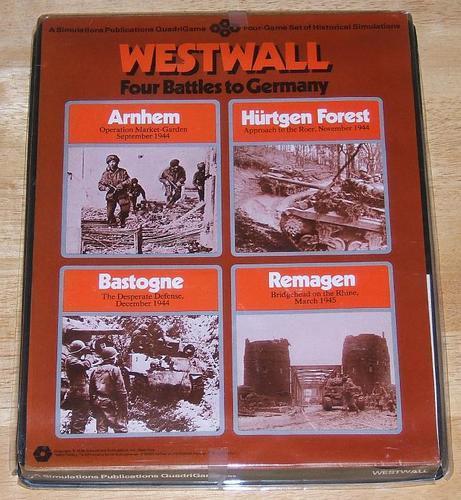 A Simulations Publications QuadriGame Four-Game Set of Historical Simulations
WESTWALL
Four Battles to Germany
Arnhem
Operation Market-Garden
September 1944
Hürtgen Forest
Approach to the Roer, November 1944
Bastogne
The Desperate Defense,
December 1944
Remagen
Bridgehead on the Rhine,
March 1945
A Simulations Publications QuadriGam
WESTWALL